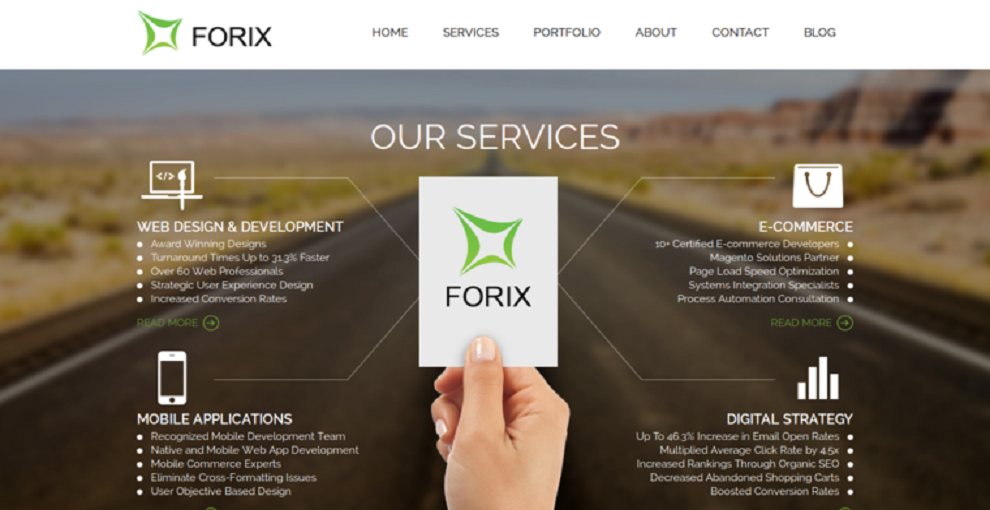 FORIX
HOME
SERVICES
PORTFOLIO
ABOUT
CONTACT
BLOG
OUR SERVICES
</>
WEB DESIGN & DEVELOPMENT
Award Winning Designs
Turnaround Times Up to 31.3% Faster
Over 60 Web Professionals
Strategic User Experience Design
Increased Conversion Rates
READ MORE
FORIX
E-COMMERCE
10+ Certified E-commerce Developers
Magento Solutions Partner
Page Load Speed Optimization
Systems Integration Specialists
Process Automation Consultation
READ MORE
MOBILE APPLICATIONS
Recognized Mobile Development Team
Native and Mobile Web App Development
Mobile Commerce Experts
Eliminate Cross-Formatting Issues
User Objective Based Design
DIGITAL STRATEGY
Up To 46.3% Increase in Email Open Rates
Multiplied Average Click Rate by 4.5x
Increased Rankings Through Organic SEO
Decreased Abandoned Shopping Carts
Boosted Conversion Rates